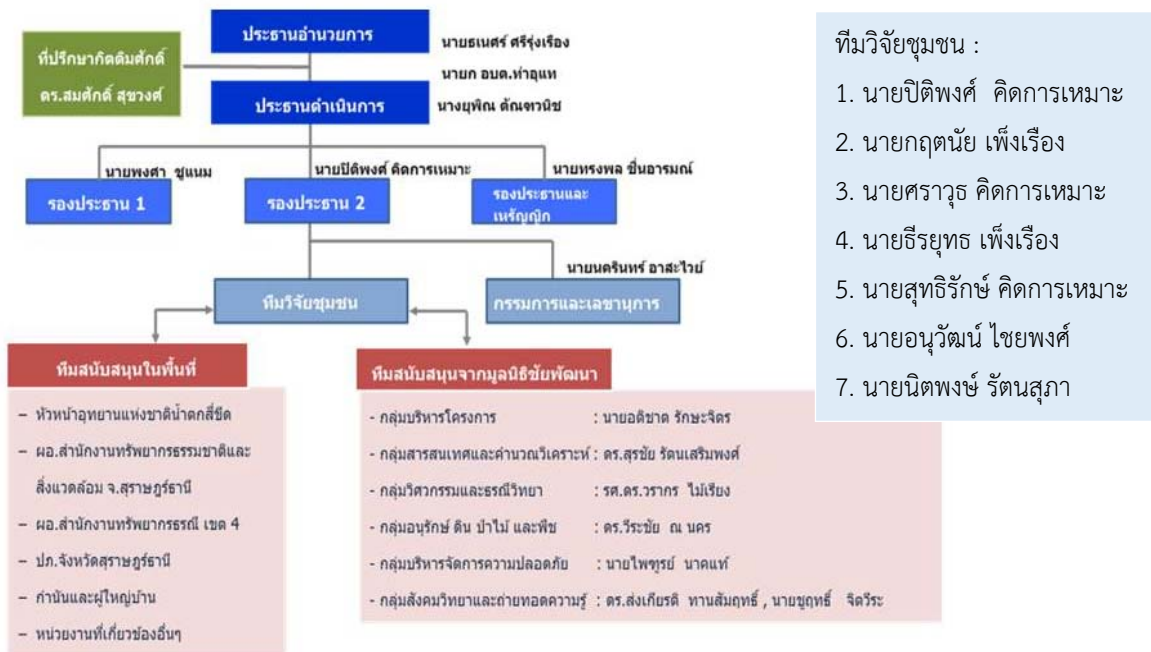 ประธานอำนวยการ
นายธเนศร์ ศรีรุ่งเรือง
ที่ปรึกษากิตติมศักดิ์
ดร.สมศักดิ์ สุขวงศ์
นายก อบต.ท่าอุแท
ประธานดำเนินการ
นางยุพิณ ตัณฑวนิช
นายพงศา ชูแนม
นายปิติพงศ์ คิดการเหมาะ
นายทรงพล ชื่นอารมณ์
รองประธาน 1
รองประธาน 2
รองประธานและ
เหรัญญิก
นายนครินทร์ อาสะไวย์
ทีมวิจัยชุมชน
กรรมการและเลขานุการ
ทีมสนับสนุนในพื้นที่
– หัวหน้าอุทยานแห่งชาติน้ำตกสี่ขีด
– ผอ.สำนักงานทรัพยากรธรรมชาติและ
สิ่งแวดล้อม จ.สุราษฎร์ธานี
– ผอ.สำนักงานทรัพยากรธรณี เขต 4
– ปภ.จังหวัดสุราษฎร์ธานี
– กำนันและผู้ใหญ่บ้าน
– หน่วยงานที่เกี่ยวข้องอื่นๆ
ทีมสนับสนุนจากมูลนิธิชัยพัฒนา
- กลุ่มบริหารโครงการ : นายอดิชาต รักษะจิตร
- กลุ่มสารสนเทศและคำนวณวิเคราะห์ : ดร.สุรชัย รัตนเสริมพงศ์
- กลุ่มวิศวกรรมและธรณีวิทยา : รศ.ดร.วรากร ไม้เรียง
- กลุ่มอนุรักษ์ ดิน ป่าไม้ และพืช : ดร.วีระชัย ณ นคร
- กลุ่มบริหารจัดการความปลอดภัย : นายไพฑูรย์ นาคแท้
- กลุ่มสังคมวิทยาและถ่ายทอดความรู้ : ดร.ส่งเกียรติ ทานสัมฤทธิ์ , นายชูฤทธิ์ จิตวีระ
ทีมวิจัยชุมชน :
1. นายปิติพงศ์ คิดการเหมาะ
2. นายกฤตนัย เพ็งเรือง
3. นายศราวุธ คิดการเหมาะ
4. นายธีรยุทธ เพ็งเรือง
5. นายสุทธิรักษ์ คิดการเหมาะ
6. นายอนุวัฒน์ ไชยพงศ์
7. นายนิตพงษ์ รัตนสุภา